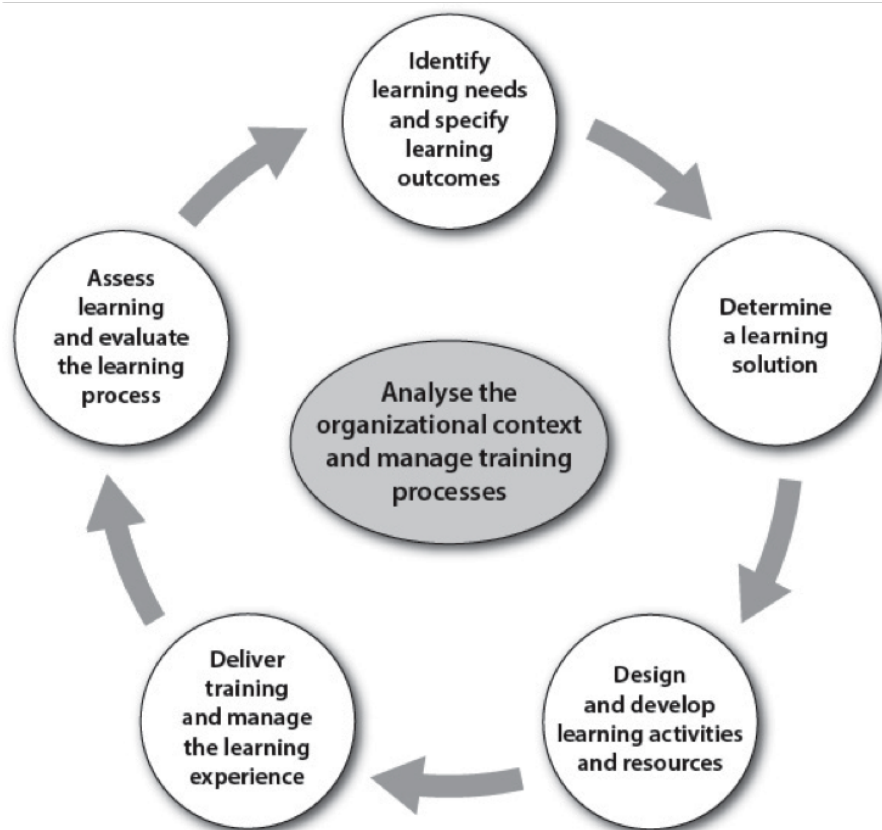 Identify
learning needs
and specify
learning
outcomes
Determine
a learning
solution
Design
and develop
learning activities
and resources
Deliver
training
and manage
the learning
experience
Assess
learning
and evaluate
the learning
process
Analyse the
organizational context
and manage training
processes